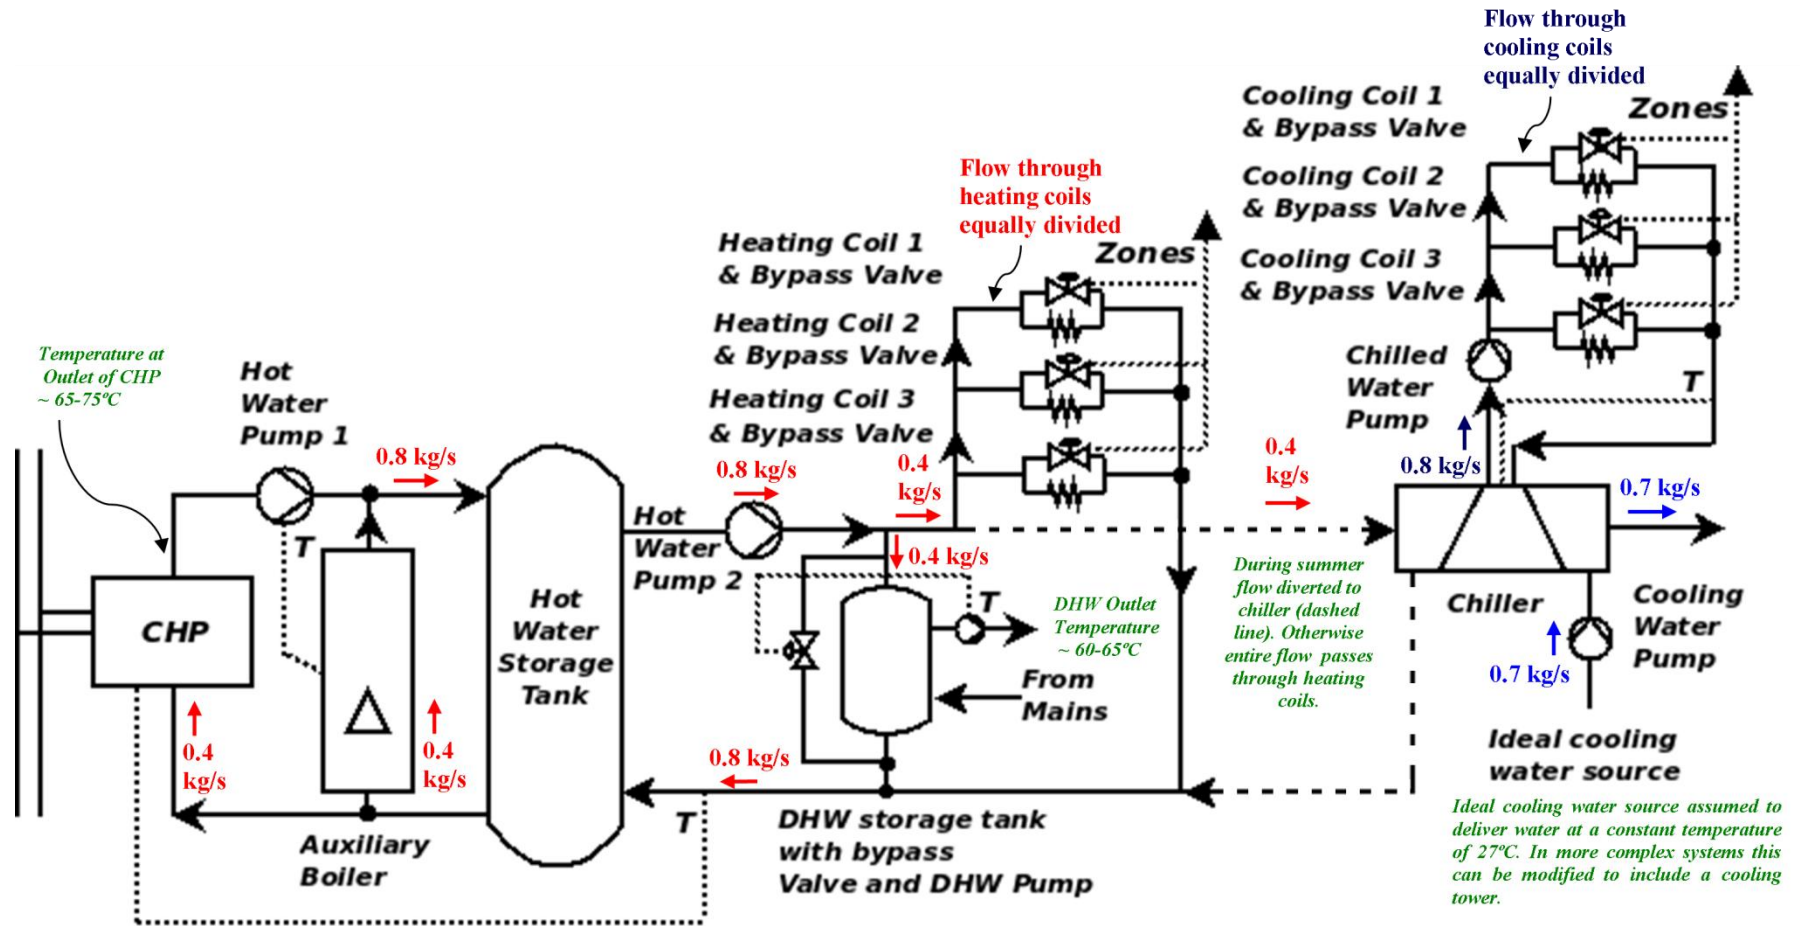 Flow through
cooling coils
equally divided
Cooling Coil 1
& Bypass Valve
Zones
Cooling Coil 2
& Bypass Valve
Cooling Coil 3
& Bypass Valve
Flow through
heating coils
equally divided
Heating Coil 1
& Bypass Valve
Zones
Heating Coil 2
& Bypass Valve
Heating Coil 3
& Bypass Valve
Chilled
Water
Pump
T
Temperature at
Outlet of CHP
~ 65-75ºC
Hot
Water
Pump 1
0.8 kg/s
0.8 kg/s
0.4
kg/s
0.4
kg/s
0.8 kg/s
0.7 kg/s
Hot
Water
Pump 2
T
0.4 kg/s
CHP
Hot
Water
Storage
Tank
T
DHW Outlet
Temperature
~ 60-65ºC
From
Mains
During summer
flow diverted to
chiller (dashed
line). Otherwise
entire flow passes
through heating
coils.
Chiller
Cooling
Water
Pump
0.7 kg/s
0.4
kg/s
0.4
kg/s
0.8 kg/s
Ideal cooling
water source
Auxiliary
Boiler
T
DHW storage tank
with bypass
Valve and DHW Pump
Ideal cooling water source assumed to
deliver water at a constant temperature
of 27ºC. In more complex systems this
can be modified to include a cooling
tower.